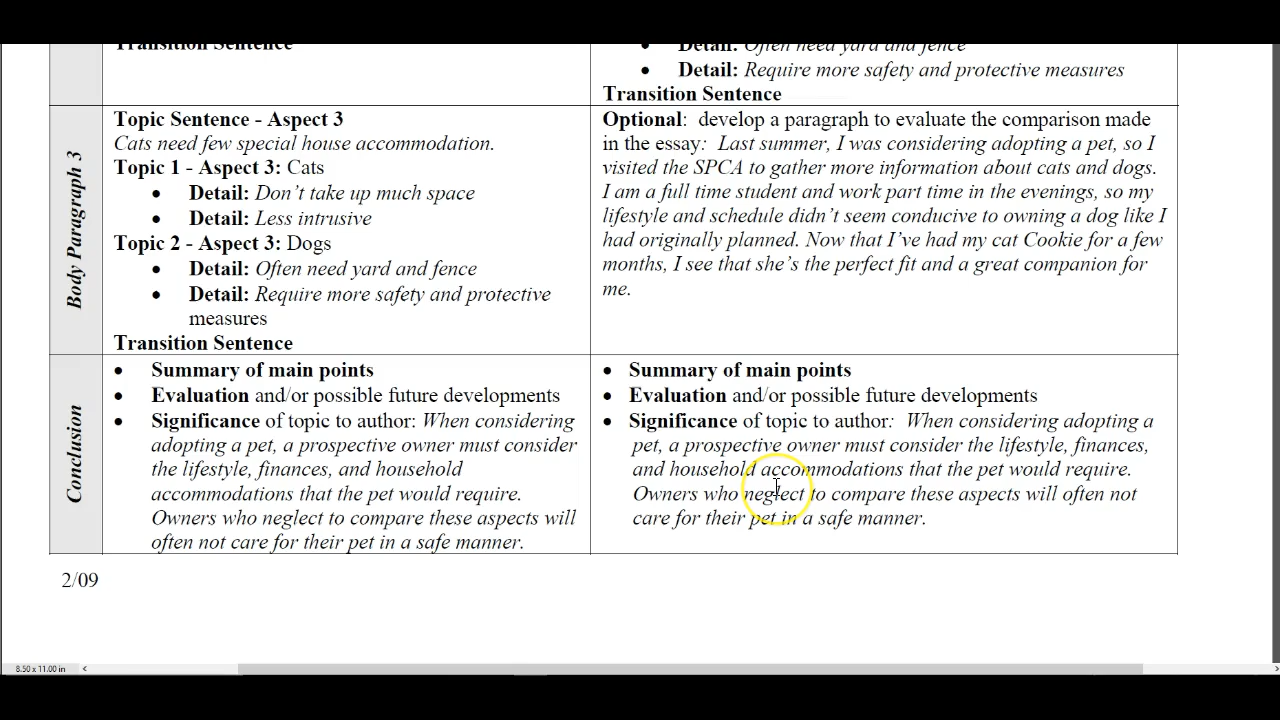 Transition Sentence
Detail: Often need yard and fence
• Detail: Require more safety and protective measures
Transition Sentence
Body Paragraph 3
Topic Sentence - Aspect 3
Cats need few special house accommodation.
Topic 1 - Aspect 3: Cats
• Detail: Don't take up much space
• Detail: Less intrusive
Topic 2 - Aspect 3: Dogs
• Detail: Often need yard and fence
• Detail: Require more safety and protective
measures
Transition Sentence
Optional: develop a paragraph to evaluate the comparison made
in the essay: Last summer, I was considering adopting a pet, so I
visited the SPCA to gather more information about cats and dogs.
I am a full time student and work part time in the evenings, so my
lifestyle and schedule didn't seem conducive to owning a dog like I
had originally planned. Now that I've had my cat Cookie for a few
months, I see that she's the perfect fit and a great companion for
me.
Conclusion
• Summary of main points
• Evaluation and/or possible future developments
• Significance of topic to author: When considering
adopting a pet, a prospective owner must consider
the lifestyle, finances, and household
accommodations that the pet would require.
Owners who neglect to compare these aspects will
often not care for their pet in a safe manner.
• Summary of main points
• Evaluation and/or possible future developments
• Significance of topic to author: When considering adopting a
pet, a prospective owner must consider the lifestyle, finances,
and household accommodations that the pet would require.
Owners who neglect to compare these aspects will often not
care for their pet in a safe manner.
2/09
8.50 x 11.00 in